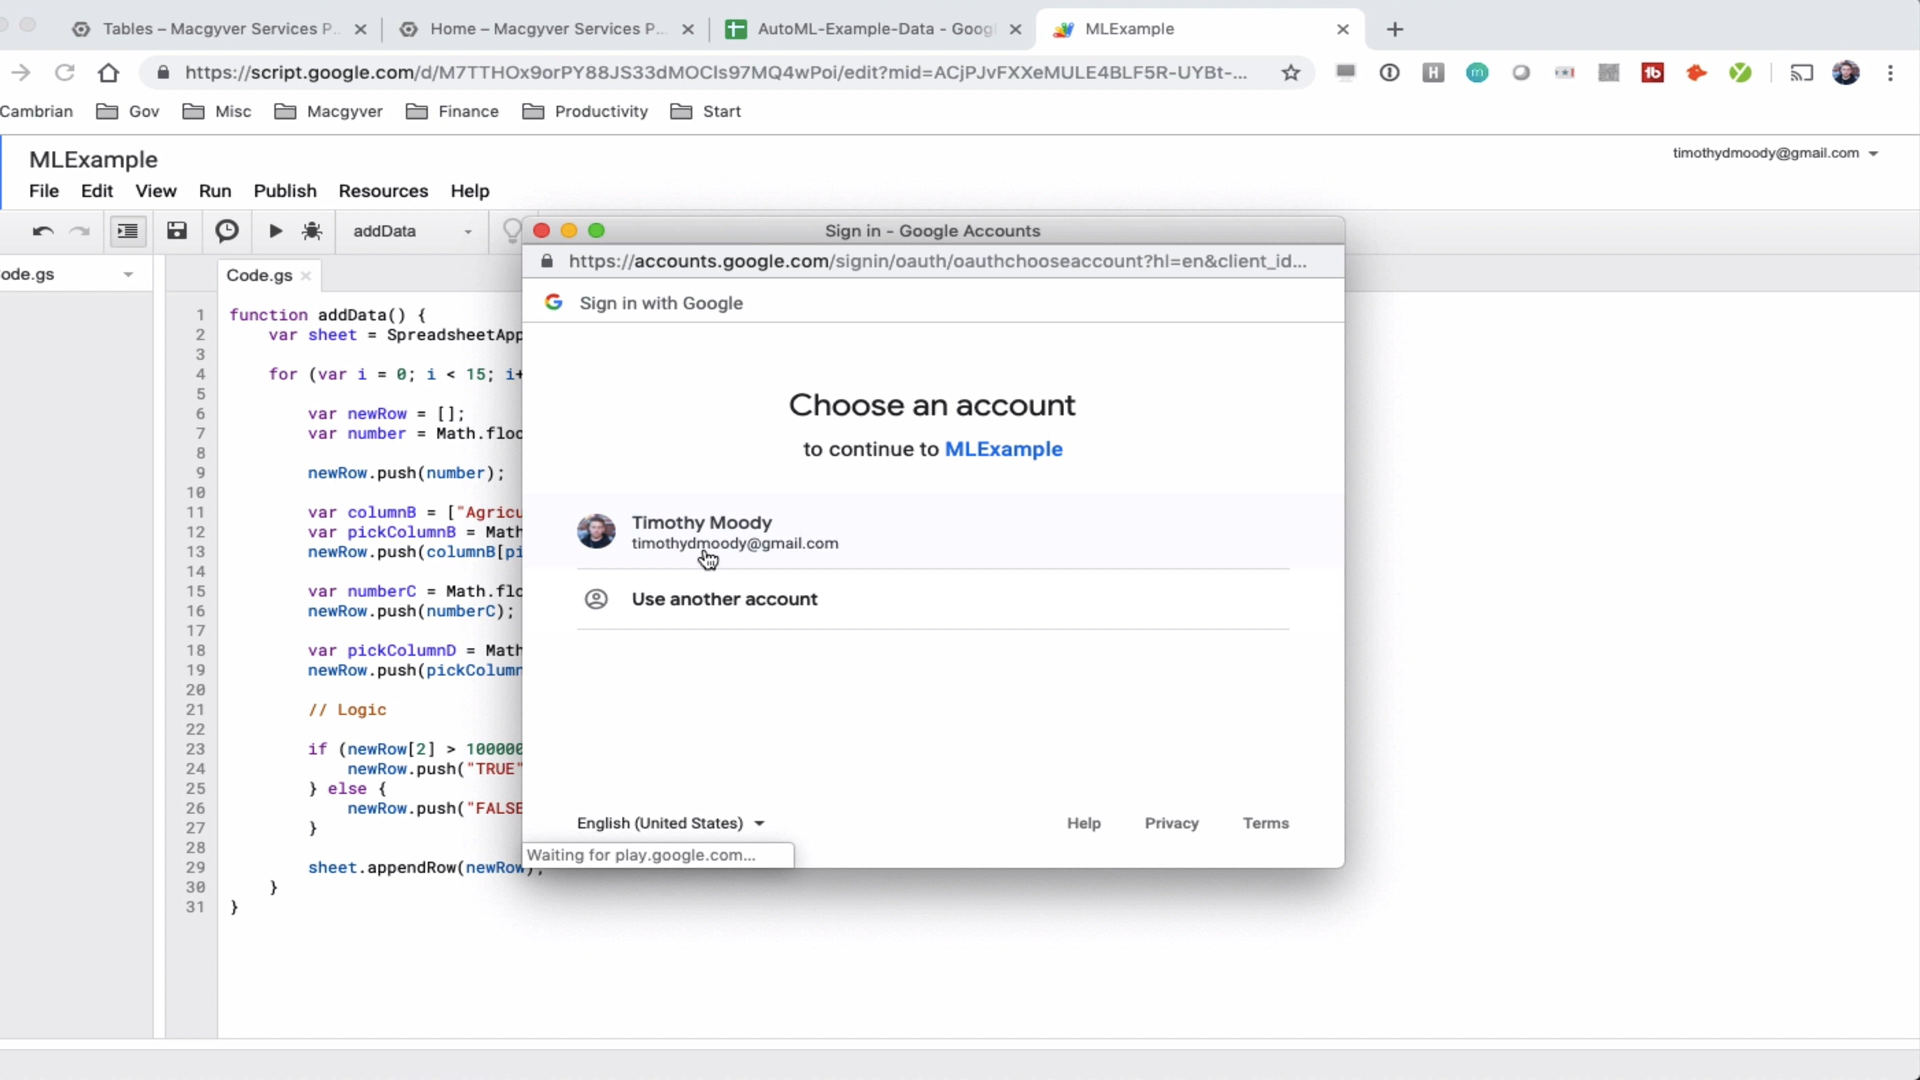 Tables – Macgyver Services P...
Home – Macgyver Services P...
AutoML-Example-Data - Googl
MLExample
https://script.google.com/d/M7TTHOx9orPY88JS33dMOCIs97MQ4wPoi/edit?mid=ACjPJvFXXeMULE4BLF5R-UYBt-...
Cambrian
Gov
Misc
Macgyver
Finance
Productivity
Start
MLExample
timothydmoody@gmail.com
File Edit View Run Publish Resources Help
addData
Sign in - Google Accounts
https://accounts.google.com/signin/oauth/oauthchooseaccount?hl=en&client_id...
ode.gs
Code.gs
Sign in with Google
1 function addData() {
2 var sheet = SpreadsheetApp
3
4 for (var i = 0; i < 15; i+
5
6 var newRow = [];
7 var number = Math.floo
8
9 newRow.push(number);
10
11 var columnB = ["Agricu
12 var pickColumnB = Math
13 newRow.push(columnB[pi
14
15 var numberC = Math.flo
16 newRow.push(numberC);
17
18 var pickColumnD = Math
19 newRow.push(pickColumn
20
21 // Logic
22
23 if (newRow[2] > 100000
24 newRow.push("TRUE"
25 } else {
26 newRow.push("FALSE
27 }
28
29 sheet.appendRow(newRow);
30 }
31 }
Choose an account
to continue to MLExample
Timothy Moody
timothydmoody@gmail.com
Use another account
English (United States)
Help
Privacy
Terms
Waiting for play.google.com...